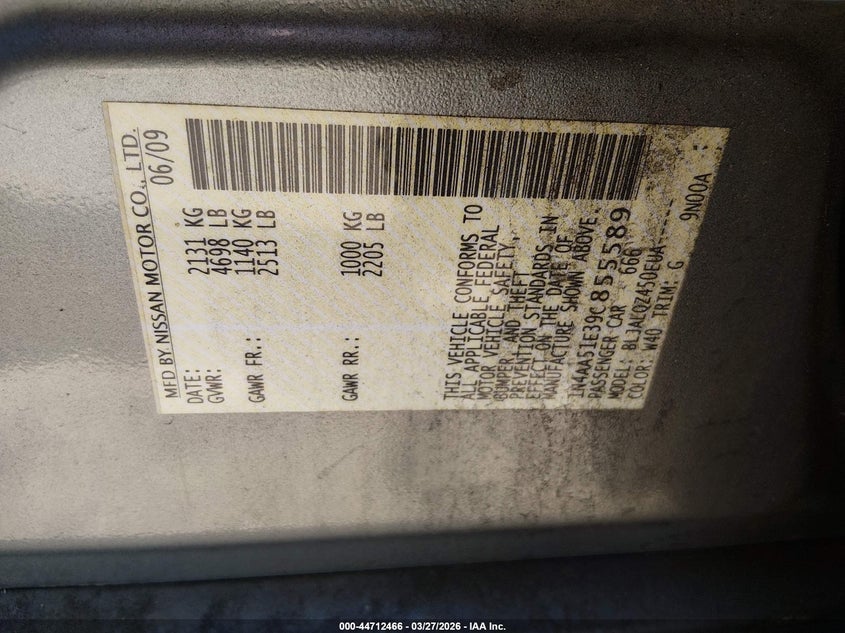 MFD BY NISSAN MOTOR CO., LTD.
DATE: 06/09
GVWR: 2131 KG
4698 LB
GAWR FR.: 1140 KG
2513 LB
GAWR RR.: 1000 KG
2205 LB
THIS VEHICLE CONFORMS TO
ALL APPLICABLE FEDERAL
MOTOR VEHICLE SAFETY,
BUMPER, AND THEFT
PREVENTION STANDARDS IN
EFFECT ON THE DATE OF
MANUFACTURE SHOWN ABOVE.
1N4AA51E39C855589
PASSENGER CAR 666
MODEL: BL3ALQZ450EUA-----
COLOR: W40 TRIM: G 9N00A
000-44712466 - 03/27/2026 - IAA Inc.